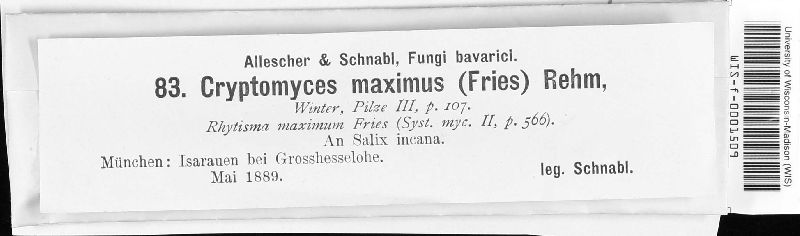 Allescher & Schnabl, Fungi bavarici.
83. Cryptomyces maximus (Fries) Rehm,
Winter, Pilze III, p. 107.
Rhytisma maximum Fries (Syst. myc. II, p. 566).
An Salix incana.
München: Isarauen bei Grosshesselohe.
Mai 1889.
leg. Schnabl.
WIS-f-0001509
University of Wisconsin-Madison (WIS)